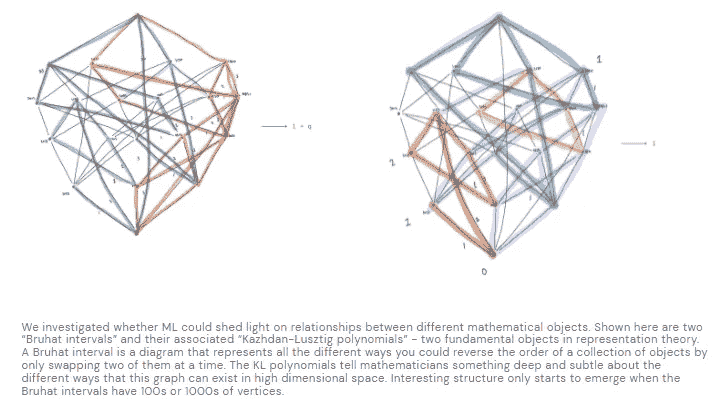 1 + q
1
1
2
1
1
0
We investigated whether ML could shed light on relationships between different mathematical objects. Shown here are two
"Bruhat intervals" and their associated "Kazhdan-Lusztig polynomials" - two fundamental objects in representation theory.
A Bruhat interval is a diagram that represents all the different ways you could reverse the order of a collection of objects by
only swapping two of them at a time. The KL polynomials tell mathematicians something deep and subtle about the
different ways that this graph can exist in high dimensional space. Interesting structure only starts to emerge when the
Bruhat intervals have 100s or 1000s of vertices.